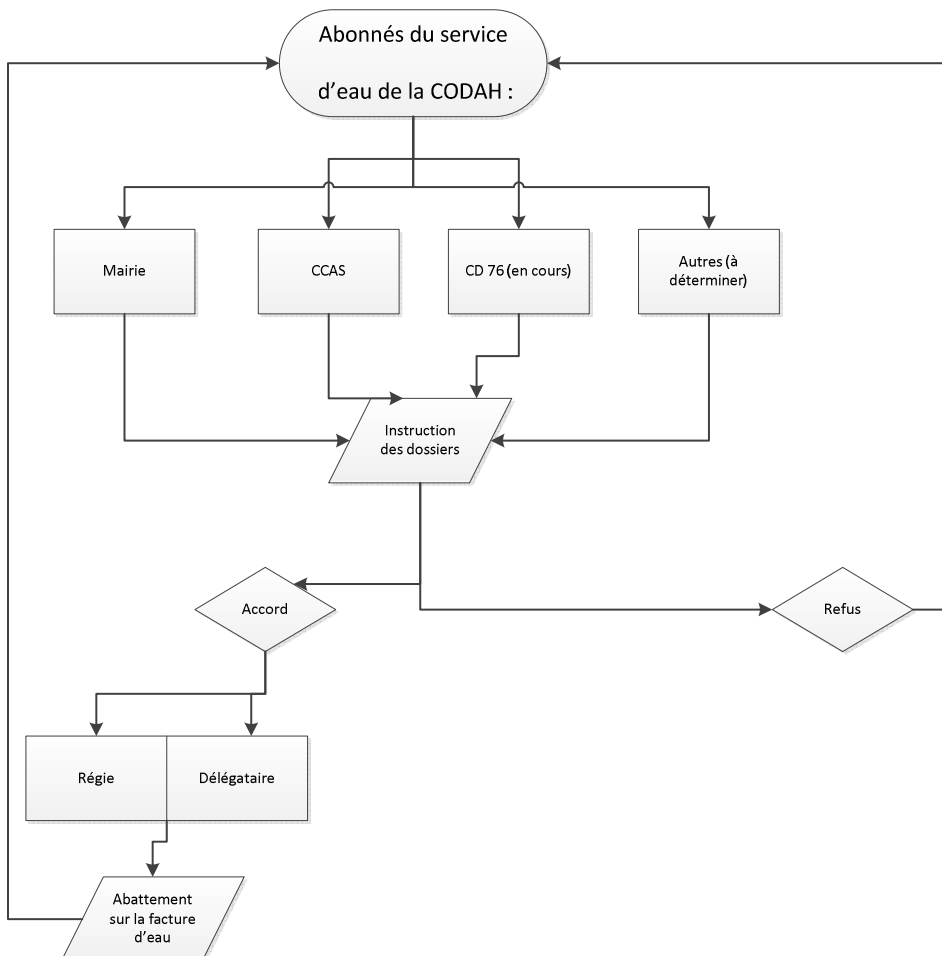 Abonnés du service
d'eau de la CODAH :
Mairie
CCAS
CD 76 (en cours)
Autres (à
déterminer)
Instruction
des dossiers
Accord
Refus
Régie
Délégataire
Abattement
sur la facture
d'eau